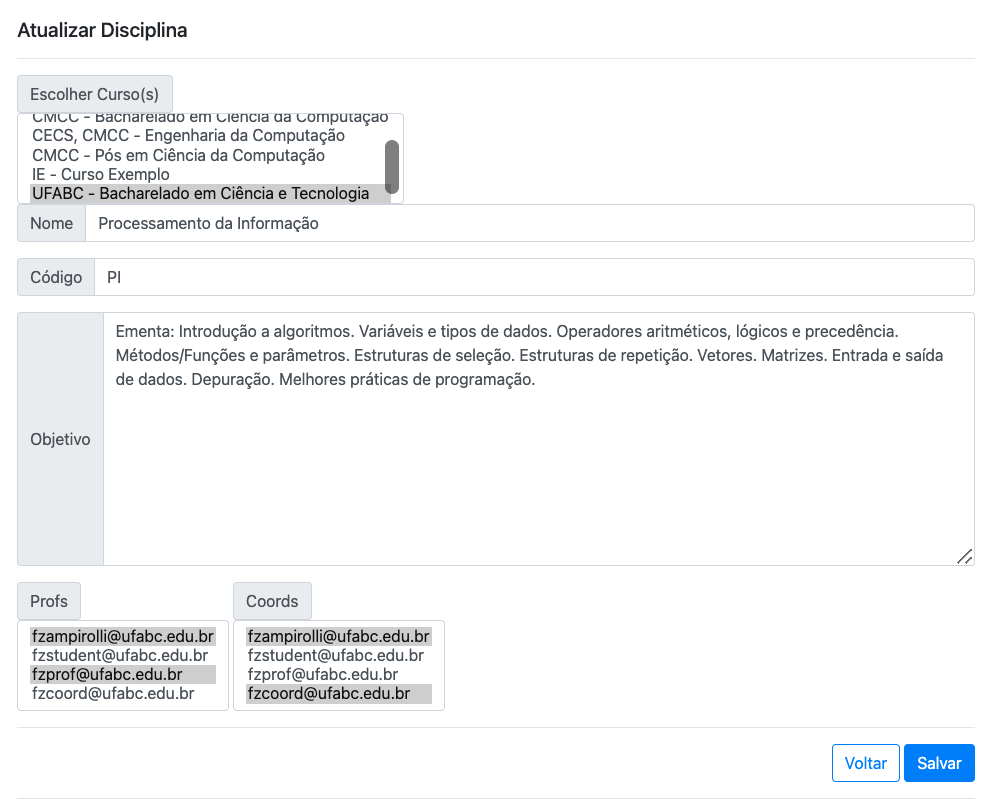 Atualizar Disciplina
Escolher Curso(s)
CMCC - Bacharelado em Ciência da Computação
CECS, CMCC - Engenharia da Computação
CMCC - Pós em Ciência da Computação
IE - Curso Exemplo
UFABC - Bacharelado em Ciência e Tecnologia
Nome Processamento da Informação
Código PI
Objetivo
Ementa: Introdução a algoritmos. Variáveis e tipos de dados. Operadores aritméticos, lógicos e precedência.
Métodos/Funções e parâmetros. Estruturas de seleção. Estruturas de repetição. Vetores. Matrizes. Entrada e saída
de dados. Depuração. Melhores práticas de programação.
Profs
fzampirolli@ufabc.edu.br
fzstudent@ufabc.edu.br
fzprof@ufabc.edu.br
fzcoord@ufabc.edu.br
Coords
fzampirolli@ufabc.edu.br
fzstudent@ufabc.edu.br
fzprof@ufabc.edu.br
fzcoord@ufabc.edu.br
Voltar Salvar